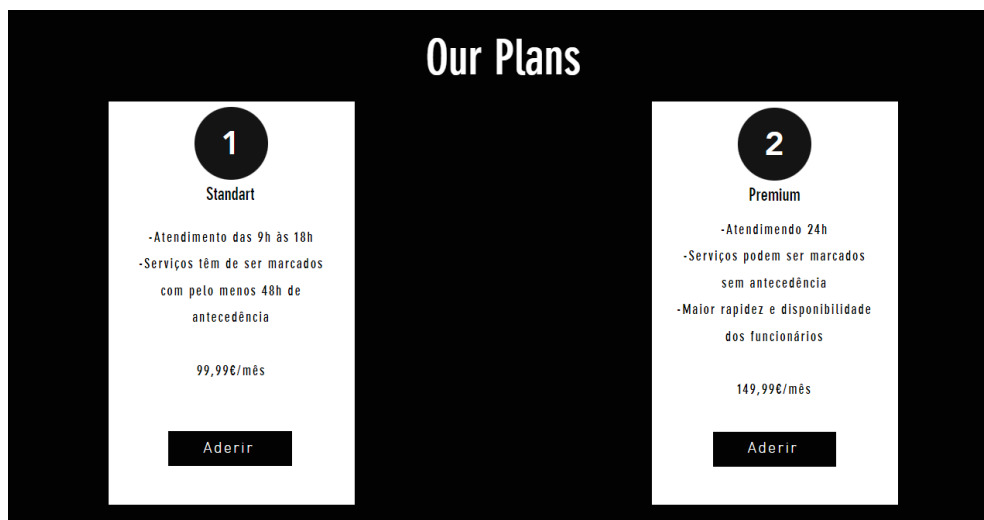 Our Plans
1
Standart
-Atendimento das 9h às 18h
-Serviços têm de ser marcados
com pelo menos 48h de
antecedência
99,99€/mês
Aderir
2
Premium
-Atendimendo 24h
-Serviços podem ser marcados
sem antecedência
-Maior rapidez e disponibilidade
dos funcionários
149,99€/mês
Aderir